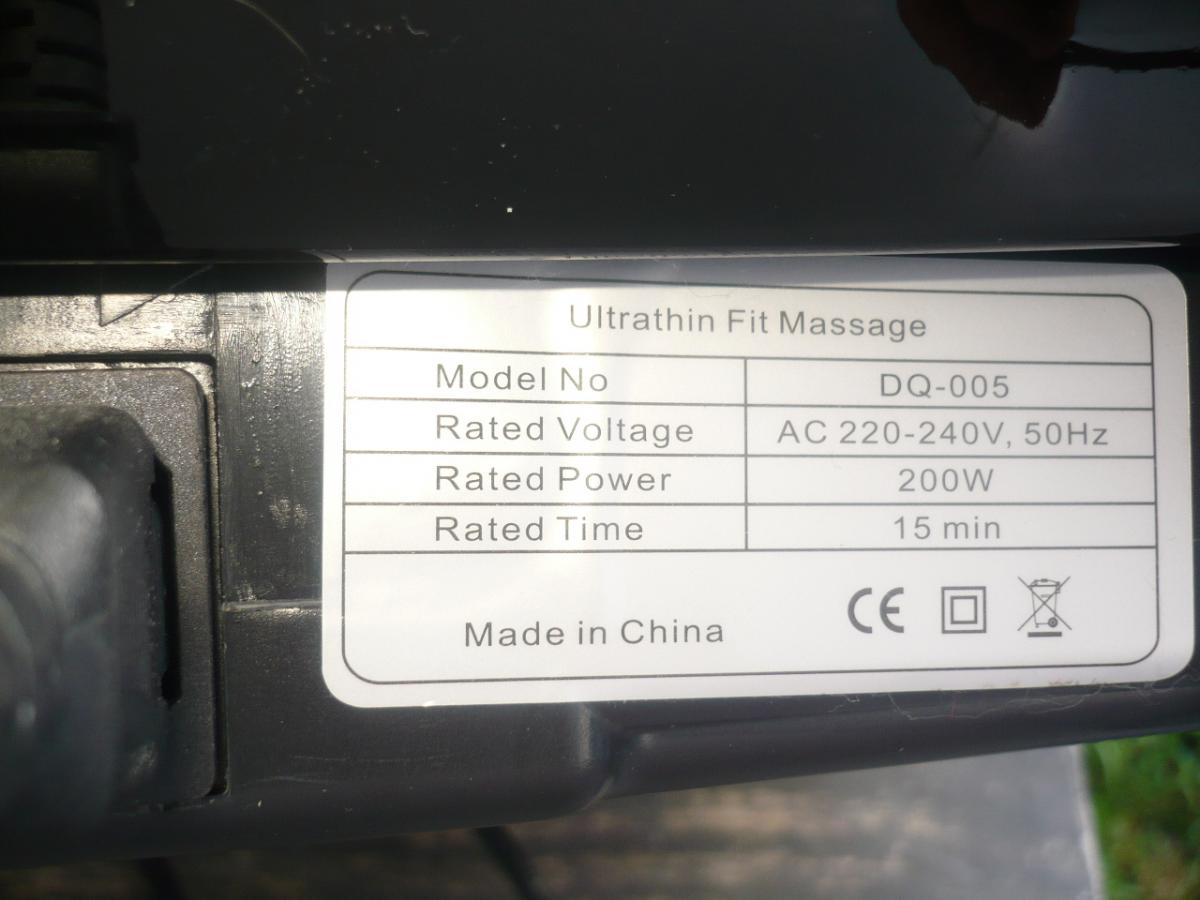 Ultrathin Fit Massage
Model No DQ-005
Rated Voltage AC 220-240V, 50Hz
Rated Power 200W
Rated Time 15 min
Made in China CE